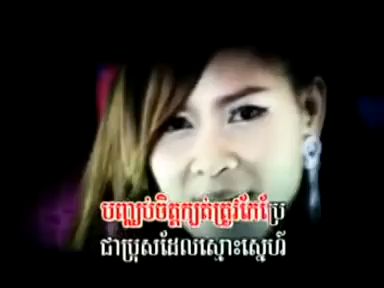 បញ្ឈប់ចិត្តក្បត់ត្រូវកែប្រែ
ជាប្រុសដែលស្មោះស្នេហ៍